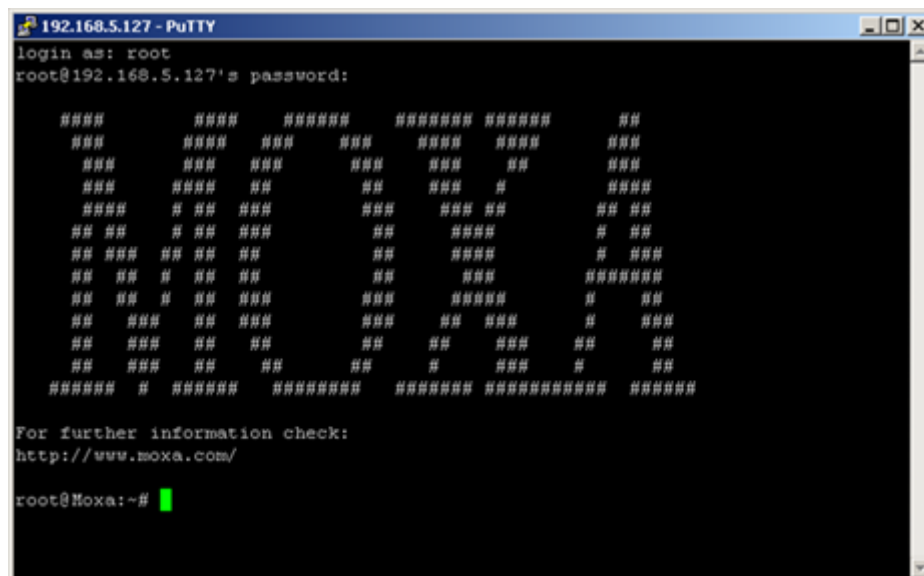 192.168.5.127 - PuTTY
login as: root
root@192.168.5.127's password:
MOXA
For further information check:
http://www.moxa.com/
root@Moxa:~#